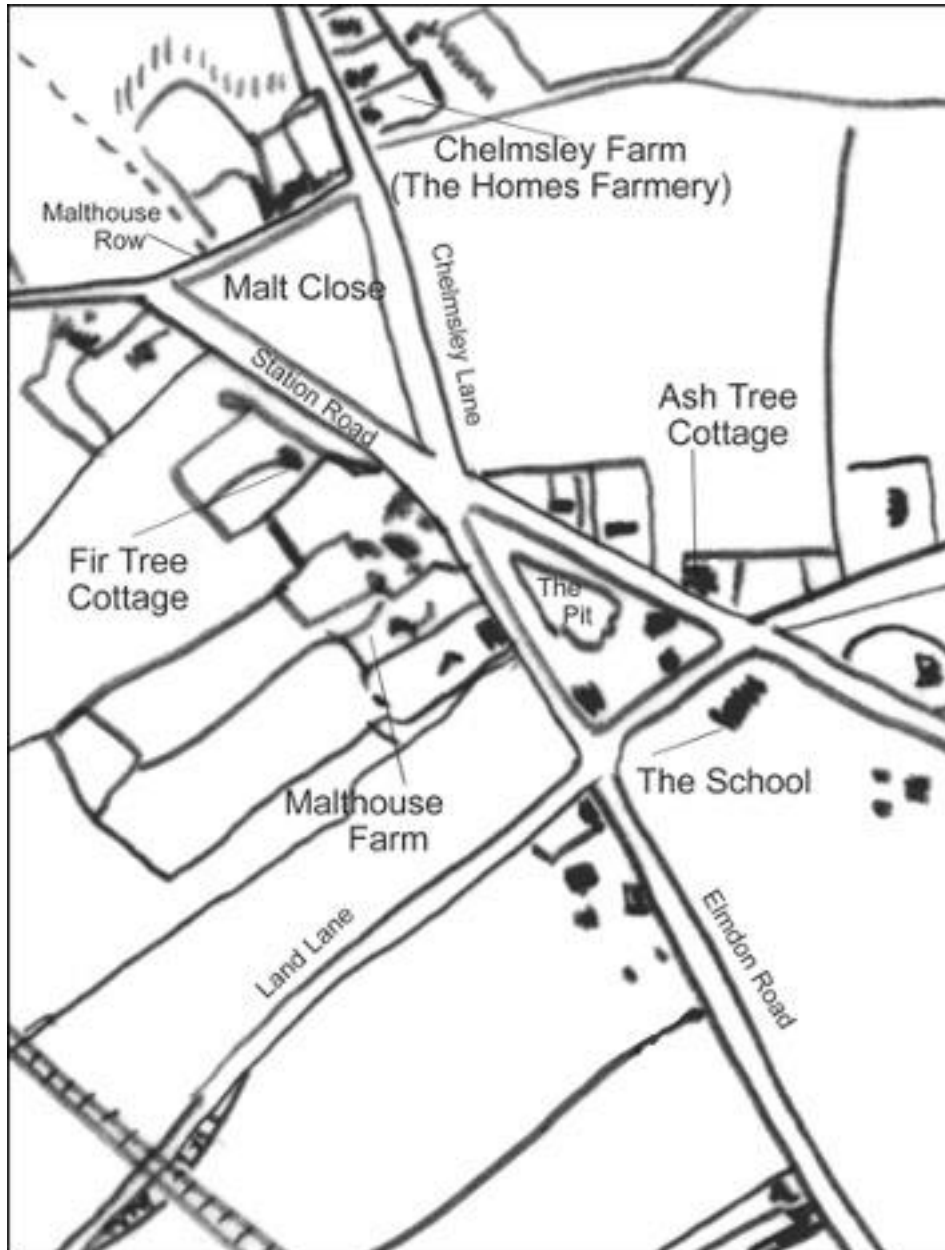 Chelmsley Farm
(The Homes Farmery)
Malthouse
Row
Malt Close
Chelmsley Lane
Station Road
Ash Tree
Cottage
Fir Tree
Cottage
The
Pit
The School
Malthouse
Farm
Land Lane
Elmdon Road